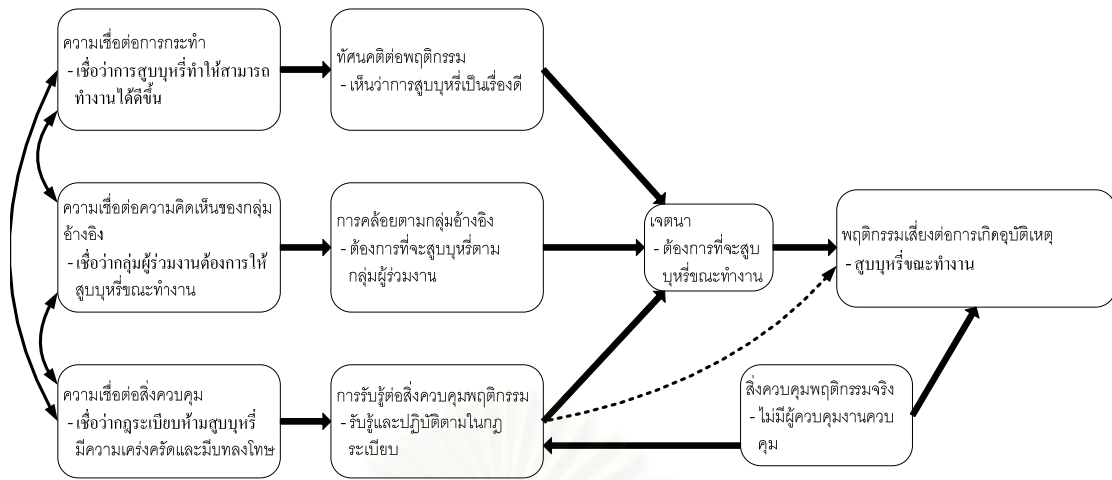 ความเชื่อต่อการกระทำ
- เชื่อว่าการสูบบุหรี่ทำให้สามารถ
ทำงานได้ดีขึ้น
ทัศนคติต่อพฤติกรรม
- เห็นว่าการสูบบุหรี่เป็นเรื่องดี
ความเชื่อต่อความคิดเห็นของกลุ่ม
อ้างอิง
- เชื่อว่ากลุ่มผู้ร่วมงานต้องการให้
สูบบุหรี่ขณะทำงาน
การคล้อยตามกลุ่มอ้างอิง
- ต้องการที่จะสูบบุหรี่ตาม
กลุ่มผู้ร่วมงาน
เจตนา
- ต้องการที่จะสูบ
บุหรี่ขณะทำงาน
พฤติกรรมเสี่ยงต่อการเกิดอุบัติเหตุ
- สูบบุหรี่ขณะทำงาน
ความเชื่อต่อสิ่งควบคุม
- เชื่อว่ากฎระเบียบห้ามสูบบุหรี่
มีความเคร่งครัดและมีบทลงโทษ
การรับรู้ต่อสิ่งควบคุมพฤติกรรม
- รับรู้และปฏิบัติตามในกฎ
ระเบียบ
สิ่งควบคุมพฤติกรรมจริง
- ไม่มีผู้ควบคุมงานควบ
คุม